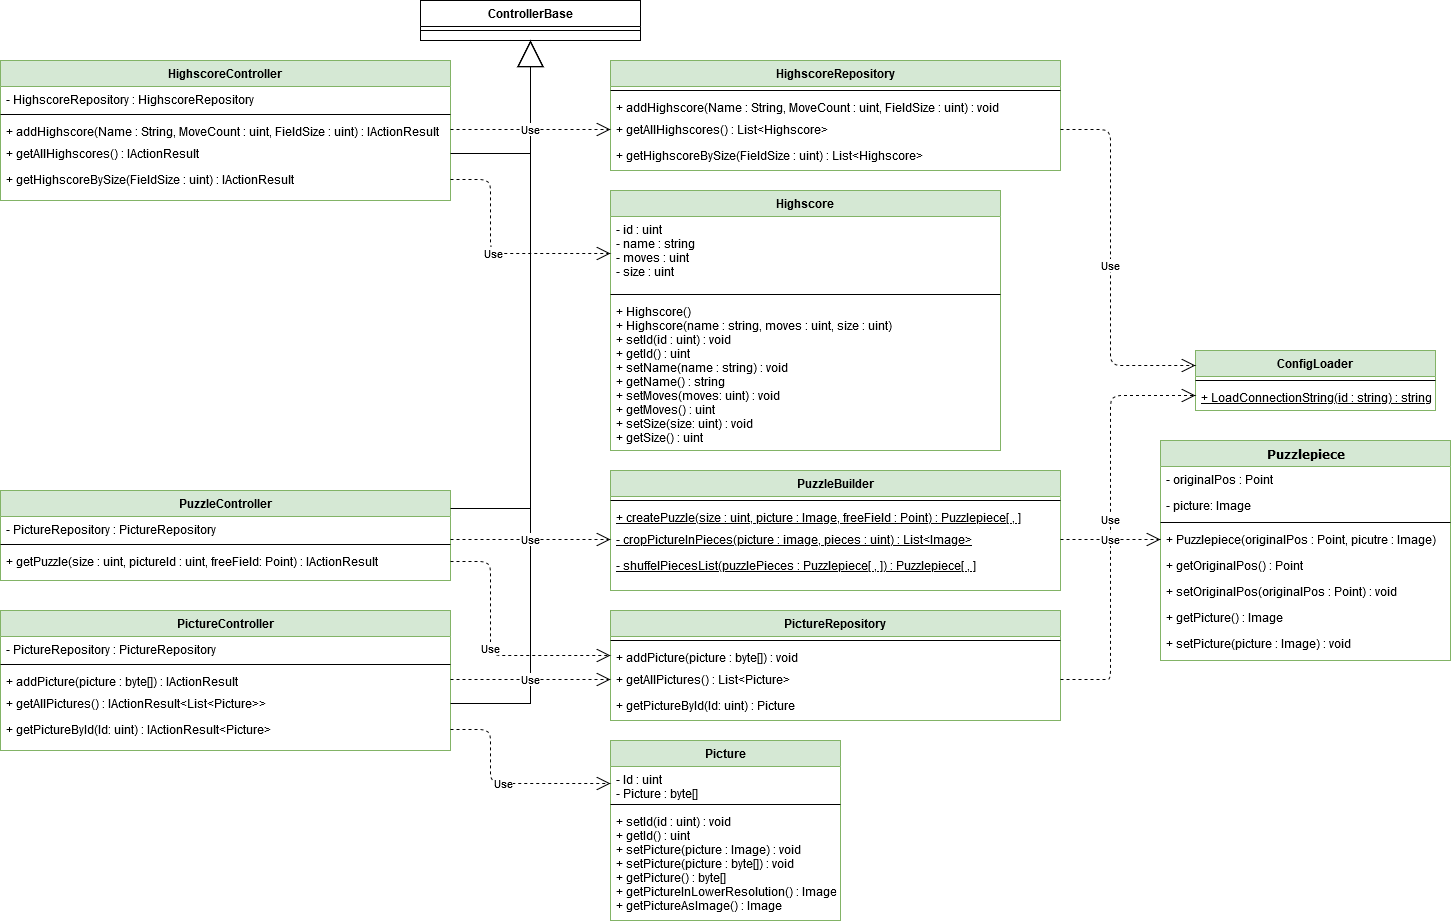 ControllerBase
HighscoreController
- HighscoreRepository : HighscoreRepository
+ addHighscore(Name : String, MoveCount : uint, FieldSize : uint) : IActionResult
+ getAllHighscores() : IActionResult
+ getHighscoreBySize(FieldSize : uint) : IActionResult
Use
Use
HighscoreRepository
+ addHighscore(Name : String, MoveCount : uint, FieldSize : uint) : void
+ getAllHighscores() : List<Highscore>
+ getHighscoreBySize(FieldSize : uint) : List<Highscore>
Use
Highscore
- id : uint
- name : string
- moves : uint
- size : uint
+ Highscore()
+ Highscore(name : string, moves : uint, size : uint)
+ setId(id : uint) : void
+ getId() : uint
+ setName(name : string) : void
+ getName() : string
+ setMoves(moves: uint) : void
+ getMoves() : uint
+ setSize(size: uint) : void
+ getSize() : uint
ConfigLoader
+ LoadConnectionString(id : string) : string
PuzzleController
- PictureRepository : PictureRepository
+ getPuzzle(size : uint, pictureId : uint, freeField: Point) : IActionResult
Use
Use
PuzzleBuilder
+ createPuzzle(size : uint, picture : Image, freeField : Point) : Puzzlepiece[ , ]
- cropPictureInPieces(picture : image, pieces : uint) : List<Image>
- shuffelPiecesList(puzzlePieces : Puzzlepiece[ , ]) : Puzzlepiece[ , ]
Use
Use
Puzzlepiece
- originalPos : Point
- picture: Image
+ Puzzlepiece(originalPos : Point, picutre : Image)
+ getOriginalPos() : Point
+ setOriginalPos(originalPos : Point) : void
+ getPicture() : Image
+ setPicture(picture : Image) : void
PictureController
- PictureRepository : PictureRepository
+ addPicture(picture : byte[]) : IActionResult
+ getAllPictures() : IActionResult<List<Picture>>
+ getPictureById(Id: uint) : IActionResult<Picture>
Use
Use
PictureRepository
+ addPicture(picture : byte[]) : void
+ getAllPictures() : List<Picture>
+ getPictureById(Id: uint) : Picture
Picture
- Id : uint
- Picture : byte[]
+ setId(id : uint) : void
+ getId() : uint
+ setPicture(picture : Image) : void
+ setPicture(picture : byte[]) : void
+ getPicture() : byte[]
+ getPictureInLowerResolution() : Image
+ getPictureAsImage() : Image